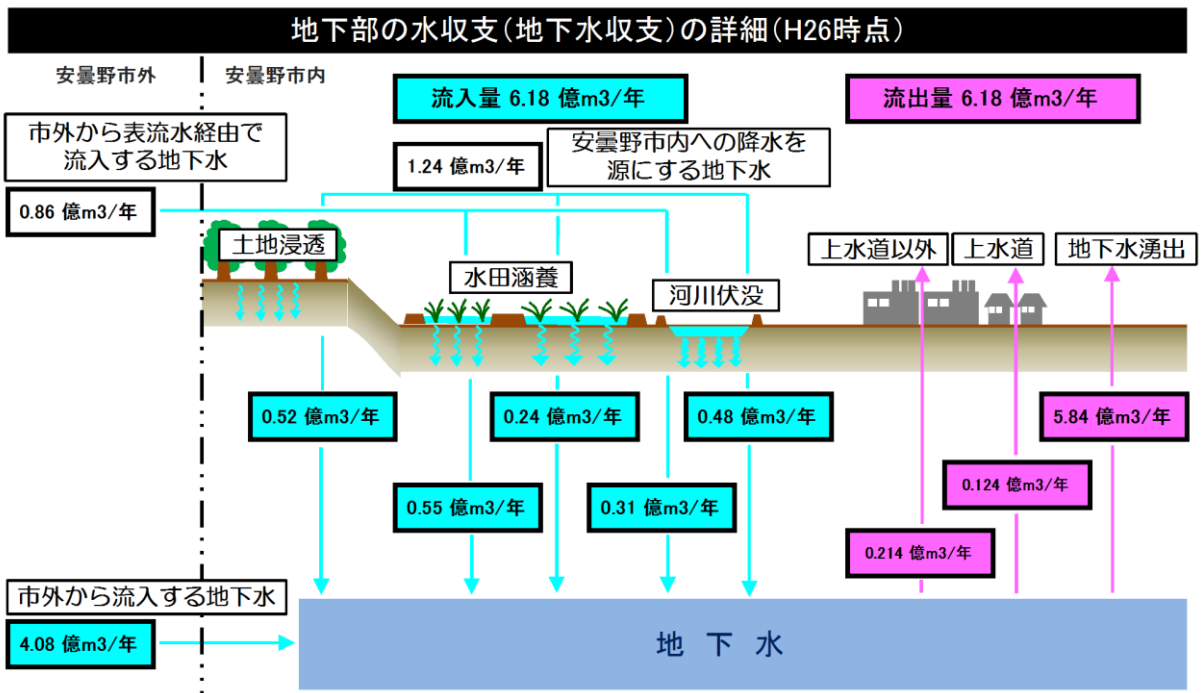 地下部の水収支（地下水収支）の詳細（H26時点）
安曇野市外
安曇野市内
流入量 6.18 億m3/年
流出量 6.18 億m3/年
市外から表流水経由で
流入する地下水
0.86 億m3/年
1.24 億m3/年
安曇野市内への降水を
源にする地下水
土地浸透
水田涵養
河川伏没
上水道以外
上水道
地下水湧出
0.52 億m3/年
0.24 億m3/年
0.48 億m3/年
5.84 億m3/年
0.55 億m3/年
0.31 億m3/年
0.124 億m3/年
0.214 億m3/年
市外から流入する地下水
4.08 億m3/年
地下水